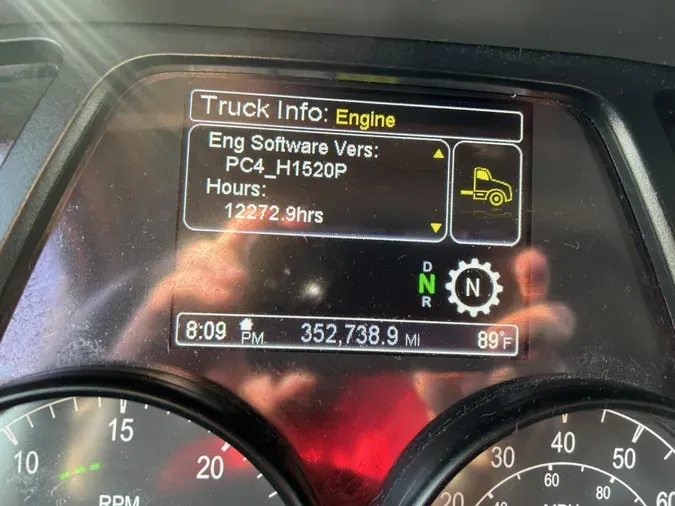 Truck Info: Engine
Eng Software Vers:
PC4_H1520P
Hours:
12272.9hrs
D
N
R
N
8:09 PM 352,738.9 MI 89°F
10 15 20
RPM
20 30 40 50 60
40 60 80
MPH